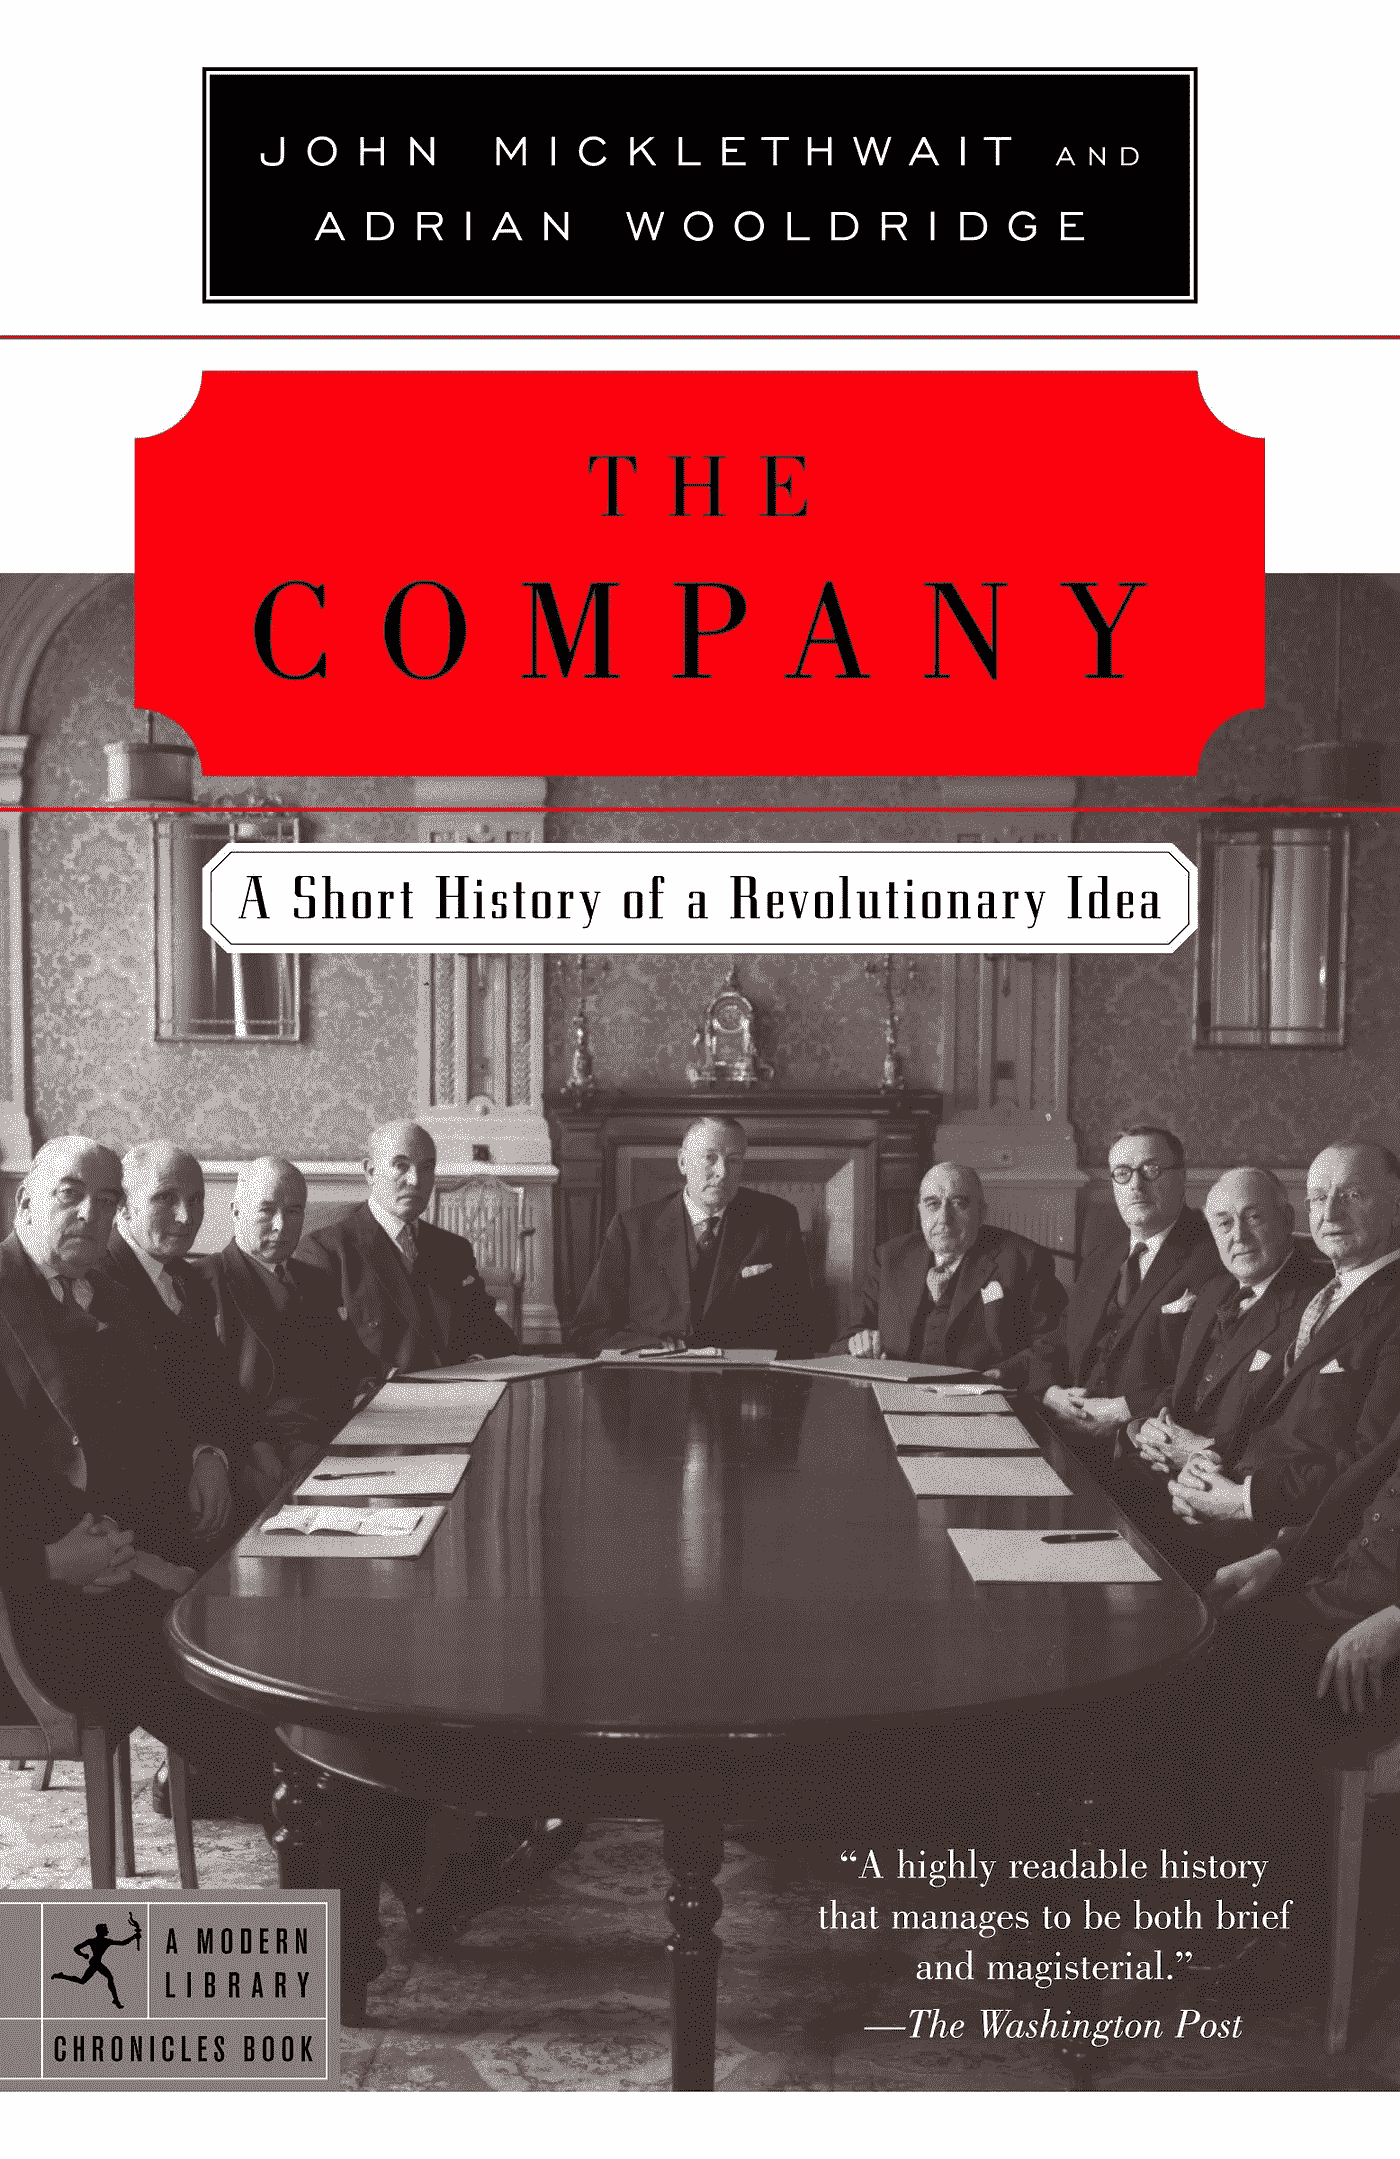 JOHN MICKLETHWAIT AND
ADRIAN WOOLDRIDGE
THE
COMPANY
A Short History of a Revolutionary Idea
“A highly readable history
that manages to be both brief
and magisterial.”
—The Washington Post
A MODERN
LIBRARY
CHRONICLES BOOK